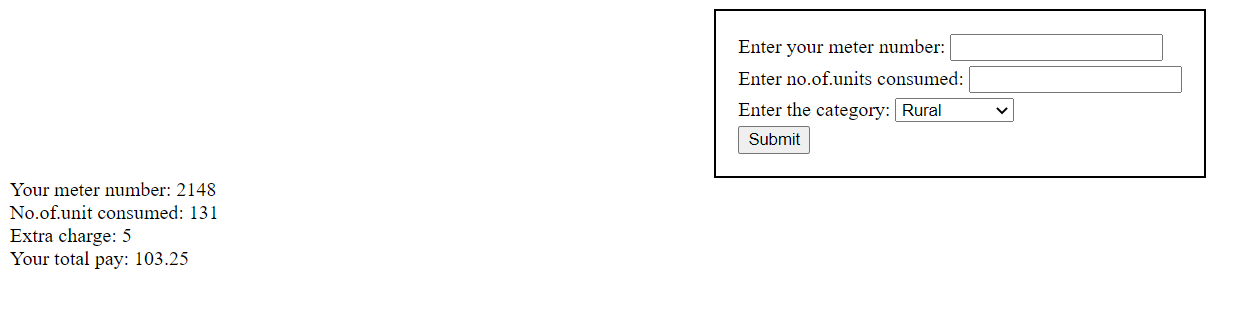 Enter your meter number:
Enter no.of.units consumed:
Enter the category: Rural
Submit
Your meter number: 2148
No.of.unit consumed: 131
Extra charge: 5
Your total pay: 103.25